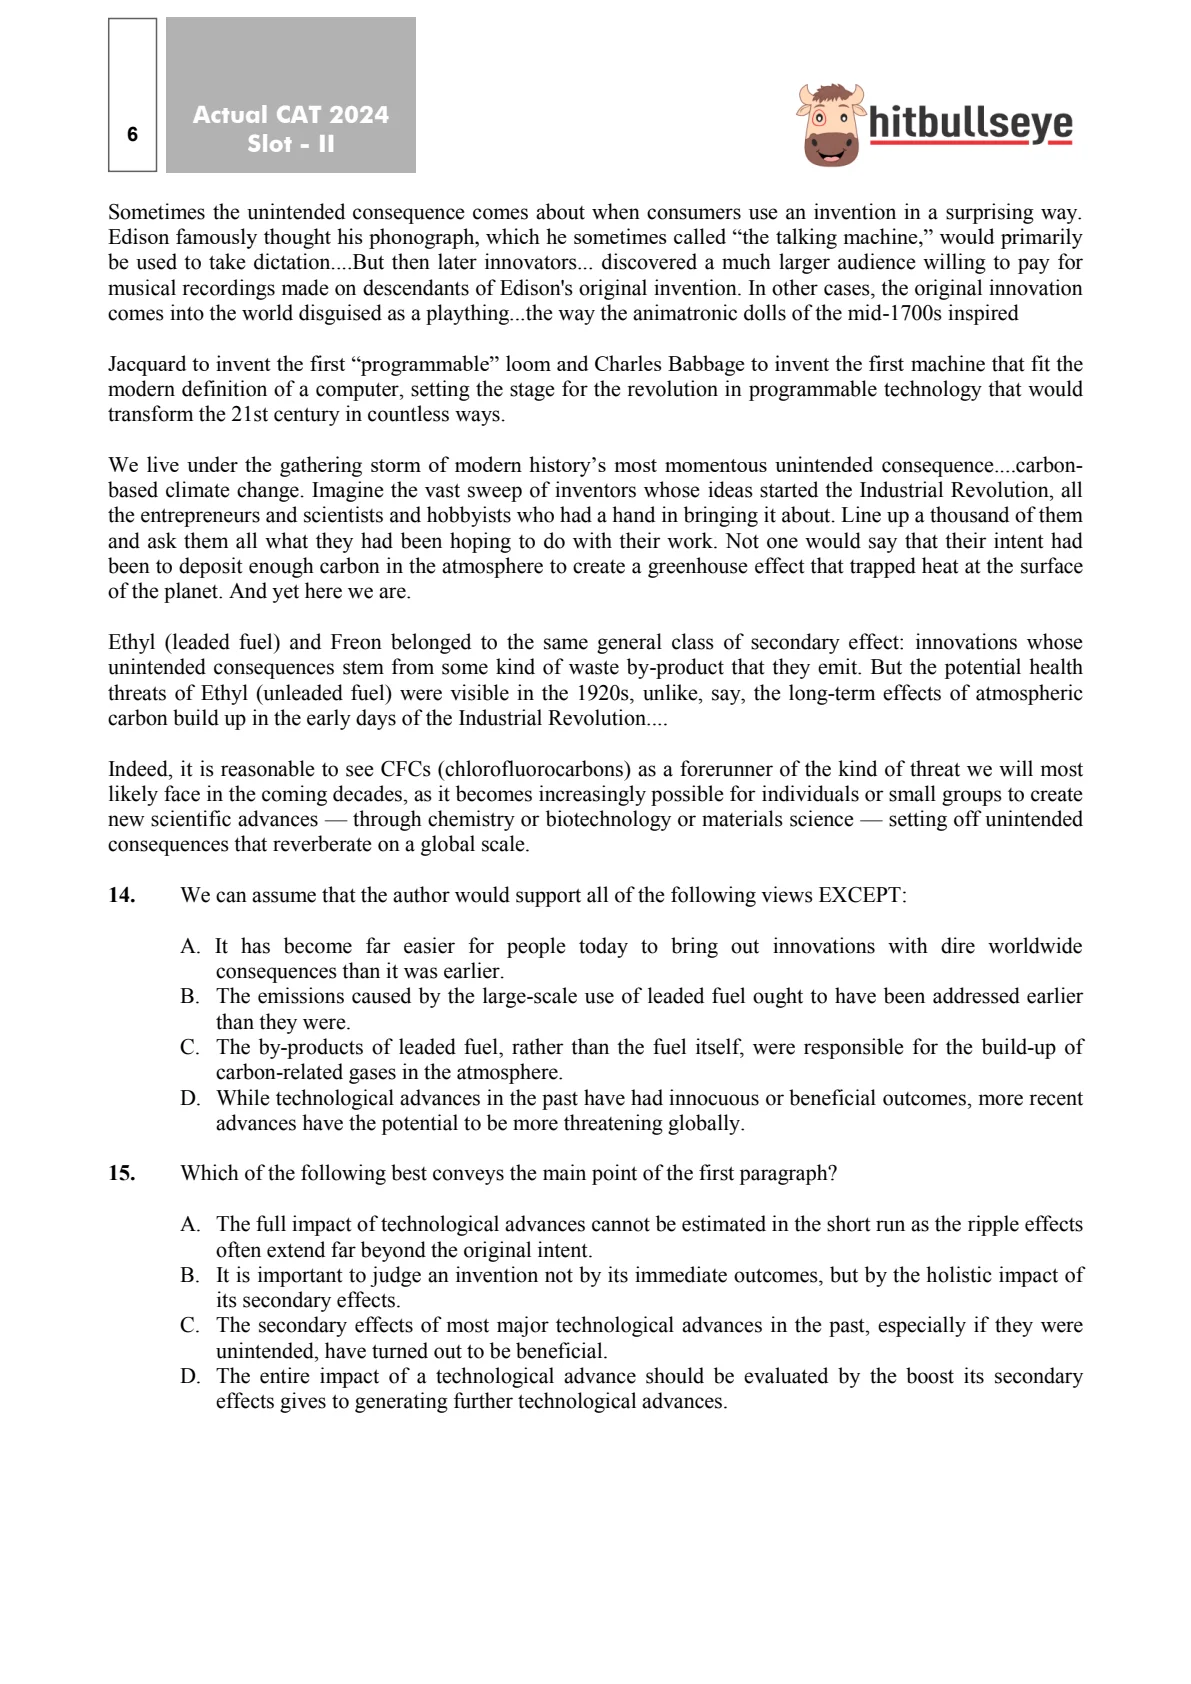 6
Actual CAT 2024
Slot - II
hitbullseye
Sometimes the unintended consequence comes about when consumers use an invention in a surprising way.
Edison famously thought his phonograph, which he sometimes called “the talking machine,” would primarily
be used to take dictation....But then later innovators... discovered a much larger audience willing to pay for
musical recordings made on descendants of Edison's original invention. In other cases, the original innovation
comes into the world disguised as a plaything...the way the animatronic dolls of the mid-1700s inspired
Jacquard to invent the first “programmable” loom and Charles Babbage to invent the first machine that fit the
modern definition of a computer, setting the stage for the revolution in programmable technology that would
transform the 21st century in countless ways.
We live under the gathering storm of modern history’s most momentous unintended consequence....carbon-
based climate change. Imagine the vast sweep of inventors whose ideas started the Industrial Revolution, all
the entrepreneurs and scientists and hobbyists who had a hand in bringing it about. Line up a thousand of them
and ask them all what they had been hoping to do with their work. Not one would say that their intent had
been to deposit enough carbon in the atmosphere to create a greenhouse effect that trapped heat at the surface
of the planet. And yet here we are.
Ethyl (leaded fuel) and Freon belonged to the same general class of secondary effect: innovations whose
unintended consequences stem from some kind of waste by-product that they emit. But the potential health
threats of Ethyl (unleaded fuel) were visible in the 1920s, unlike, say, the long-term effects of atmospheric
carbon build up in the early days of the Industrial Revolution....
Indeed, it is reasonable to see CFCs (chlorofluorocarbons) as a forerunner of the kind of threat we will most
likely face in the coming decades, as it becomes increasingly possible for individuals or small groups to create
new scientific advances — through chemistry or biotechnology or materials science — setting off unintended
consequences that reverberate on a global scale.
14. We can assume that the author would support all of the following views EXCEPT:
A. It has become far easier for people today to bring out innovations with dire worldwide
consequences than it was earlier.
B. The emissions caused by the large-scale use of leaded fuel ought to have been addressed earlier
than they were.
C. The by-products of leaded fuel, rather than the fuel itself, were responsible for the build-up of
carbon-related gases in the atmosphere.
D. While technological advances in the past have had innocuous or beneficial outcomes, more recent
advances have the potential to be more threatening globally.
15. Which of the following best conveys the main point of the first paragraph?
A. The full impact of technological advances cannot be estimated in the short run as the ripple effects
often extend far beyond the original intent.
B. It is important to judge an invention not by its immediate outcomes, but by the holistic impact of
its secondary effects.
C. The secondary effects of most major technological advances in the past, especially if they were
unintended, have turned out to be beneficial.
D. The entire impact of a technological advance should be evaluated by the boost its secondary
effects gives to generating further technological advances.